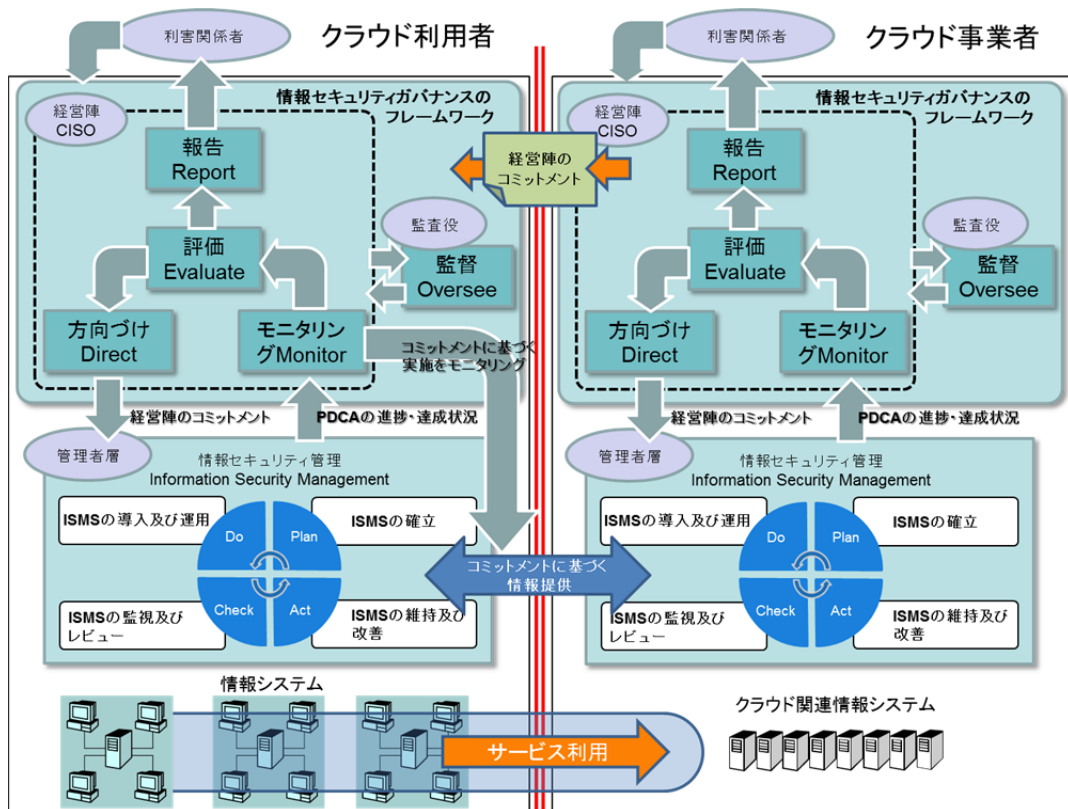 利害関係者
クラウド利用者
経営陣
CISO
情報セキュリティガバナンスの
フレームワーク
報告
Report
評価
Evaluate
監査役
監督
Oversee
方向づけ
Direct
モニタリン
グMonitor
コミットメントに基づく
実施をモニタリング
経営陣のコミットメント
PDCAの進捗・達成状況
管理者層
情報セキュリティ管理
Information Security Management
ISMSの導入及び運用
ISMSの確立
Do
Plan
Check
Act
ISMSの監視及び
レビュー
ISMSの維持及び
改善
情報システム
経営陣の
コミットメント
コミットメントに基づく
情報提供
サービス利用
利害関係者
クラウド事業者
経営陣
CISO
情報セキュリティガバナンスの
フレームワーク
報告
Report
評価
Evaluate
監査役
監督
Oversee
方向づけ
Direct
モニタリン
グMonitor
経営陣のコミットメント
PDCAの進捗・達成状況
管理者層
情報セキュリティ管理
Information Security Management
ISMSの導入及び運用
ISMSの確立
Do
Plan
Check
Act
ISMSの監視及び
レビュー
ISMSの維持及び
改善
クラウド関連情報システム